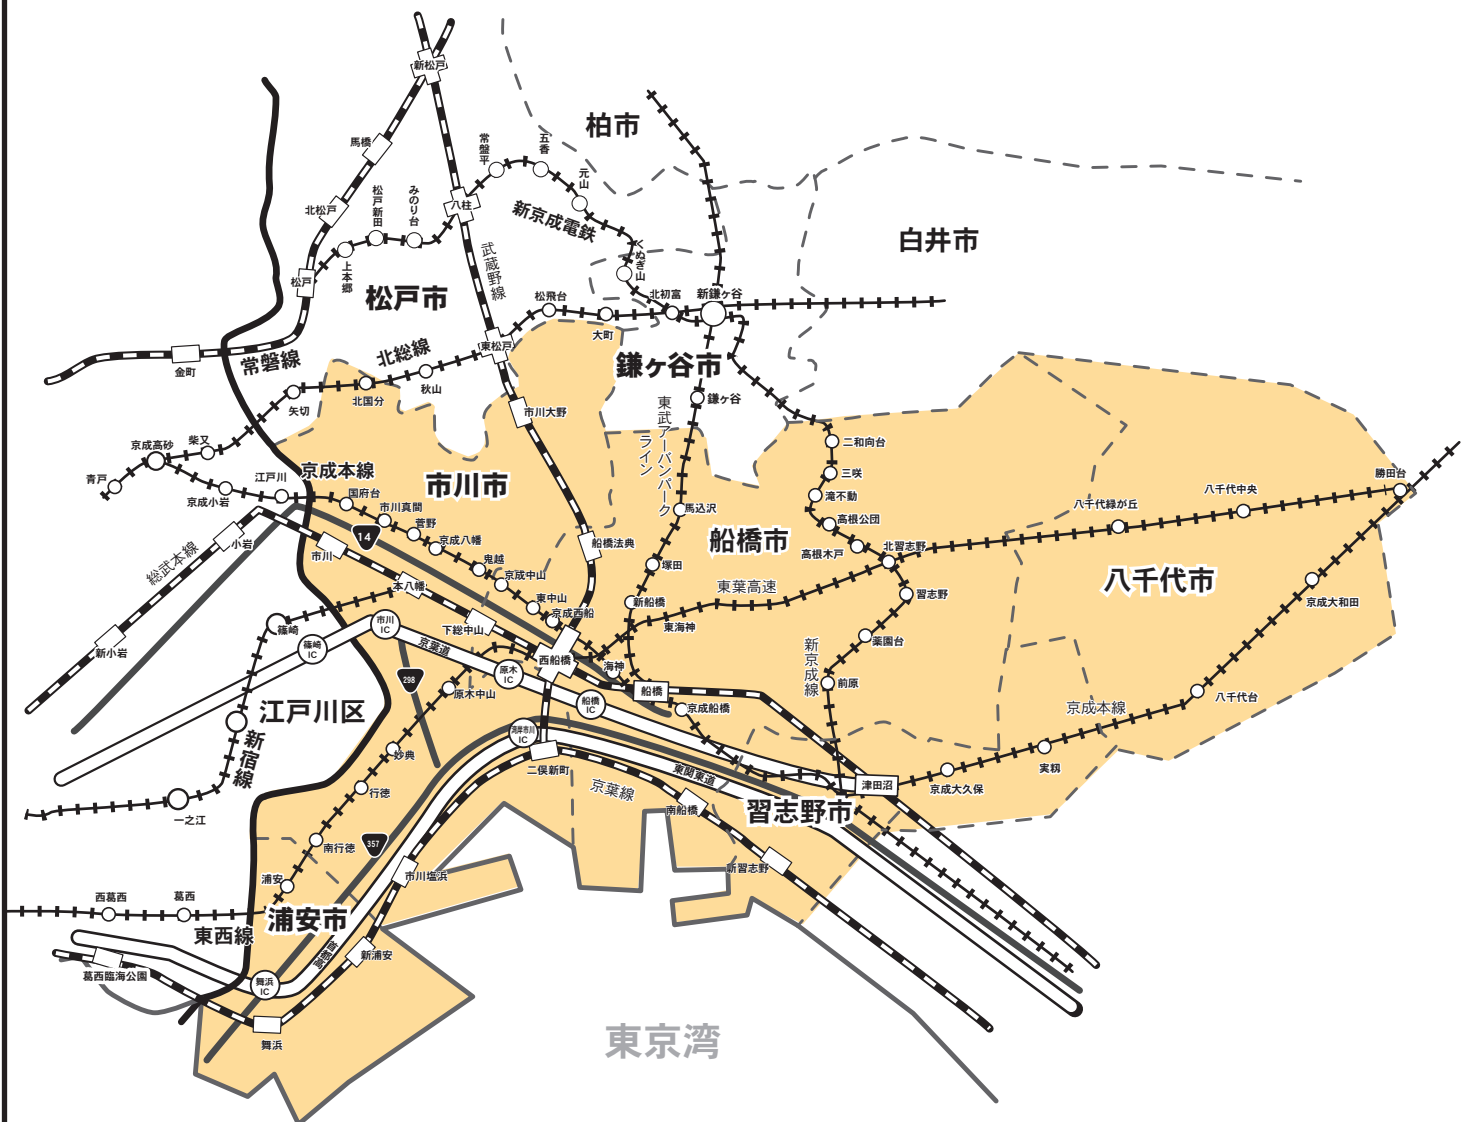 新松戸
柏市
馬橋
常盤平
五香
元山
北松戸
松戸新田
みのり台
八柱
新京成電鉄
白井市
武蔵野線
くぬぎ山
上本郷
松戸
松戸市
松飛台
北初富
新鎌ヶ谷
大町
東松戸
北総線
常磐線
金町
鎌ヶ谷市
秋山
北国分
矢切
鎌ヶ谷
市川大野
東武アーバンパーク
ライン
二和向台
京成高砂
柴又
青戸
江戸川
京成本線
市川市
三咲
勝田台
京成小岩
国府台
市川真間
滝不動
八千代緑が丘
八千代中央
馬込沢
菅野
14
高根公団
小岩
市川
京成八幡
船橋法典
船橋市
高根木戸
北習志野
総武本線
鬼越
京成中山
塚田
八千代市
本八幡
東葉高速
習志野
東中山
新船橋
京成大和田
京成西船
東海神
篠崎
市川
IC
下総中山
新小岩
篠崎
IC
京葉道
薬園台
新京成線
西船橋
海神
原木
IC
298
前原
原木中山
船橋
八千代台
江戸川区
船橋
IC
京成船橋
京成本線
湾岸市川
IC
新宿線
妙典
実籾
二俣新町
東関東道
行徳
京葉線
津田沼
京成大久保
一之江
南船橋
習志野市
357
南行徳
新習志野
市川塩浜
浦安
西葛西
葛西
浦安市
東西線
首都高
新浦安
葛西臨海公園
舞浜
IC
舞浜
東京湾